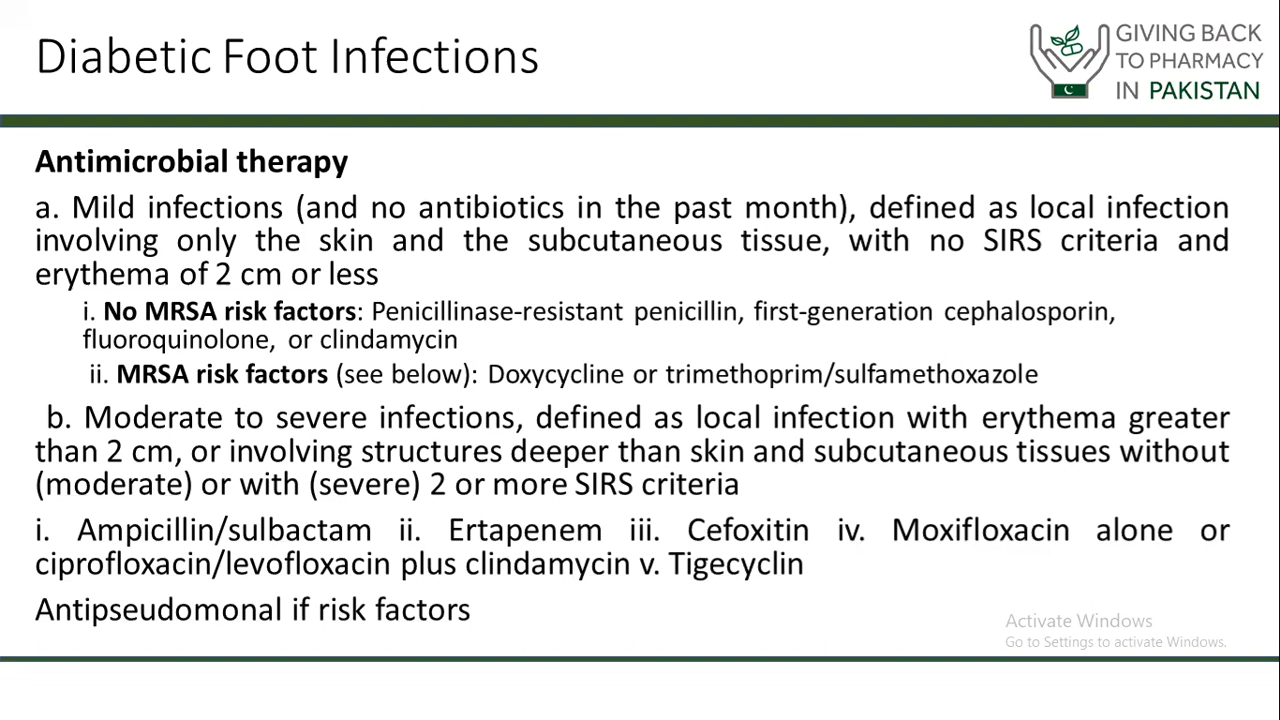 Diabetic Foot Infections
GIVING BACK
TO PHARMACY
IN PAKISTAN
Antimicrobial therapy
a. Mild infections (and no antibiotics in the past month), defined as local infection
involving only the skin and the subcutaneous tissue, with no SIRS criteria and
erythema of 2 cm or less
i. No MRSA risk factors: Penicillinase-resistant penicillin, first-generation cephalosporin,
fluoroquinolone, or clindamycin
ii. MRSA risk factors (see below): Doxycycline or trimethoprim/sulfamethoxazole
b. Moderate to severe infections, defined as local infection with erythema greater
than 2 cm, or involving structures deeper than skin and subcutaneous tissues without
(moderate) or with (severe) 2 or more SIRS criteria
i. Ampicillin/sulbactam ii. Ertapenem iii. Cefoxitin iv. Moxifloxacin alone or
ciprofloxacin/levofloxacin plus clindamycin v. Tigecyclin
Antipseudomonal if risk factors
Activate Windows
Go to Settings to activate Windows.